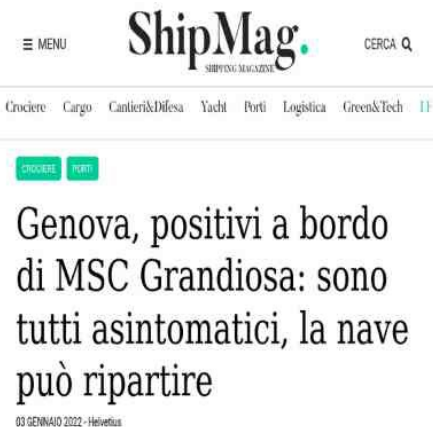 ☰ MENU
ShipMag.
CERCA
SHIPPING MAGAZINE
Crociere Cargo Cantieri&Difesa Yacht Porti Logistica Green&Tech
CROCIERE PORTI
Genova, positivi a bordo
di MSC Grandiosa: sono
tutti asintomatici, la nave
può ripartire
03 GENNAIO 2022 - Helvetius